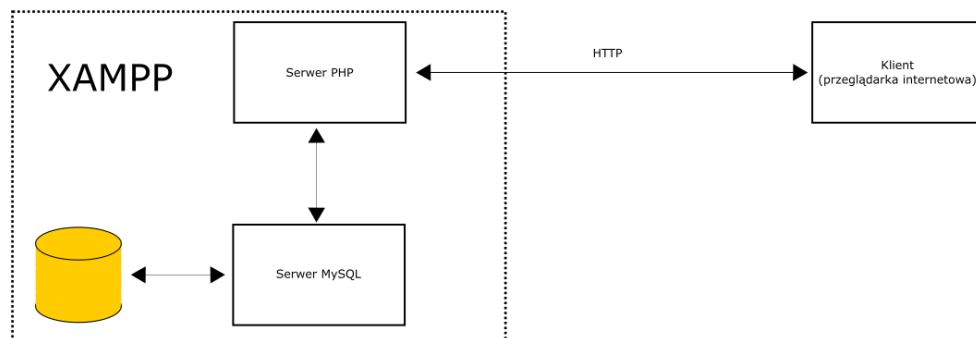 XAMPP
Serwer PHP
HTTP
Klient
(przeglądarka internetowa)
Serwer MySQL